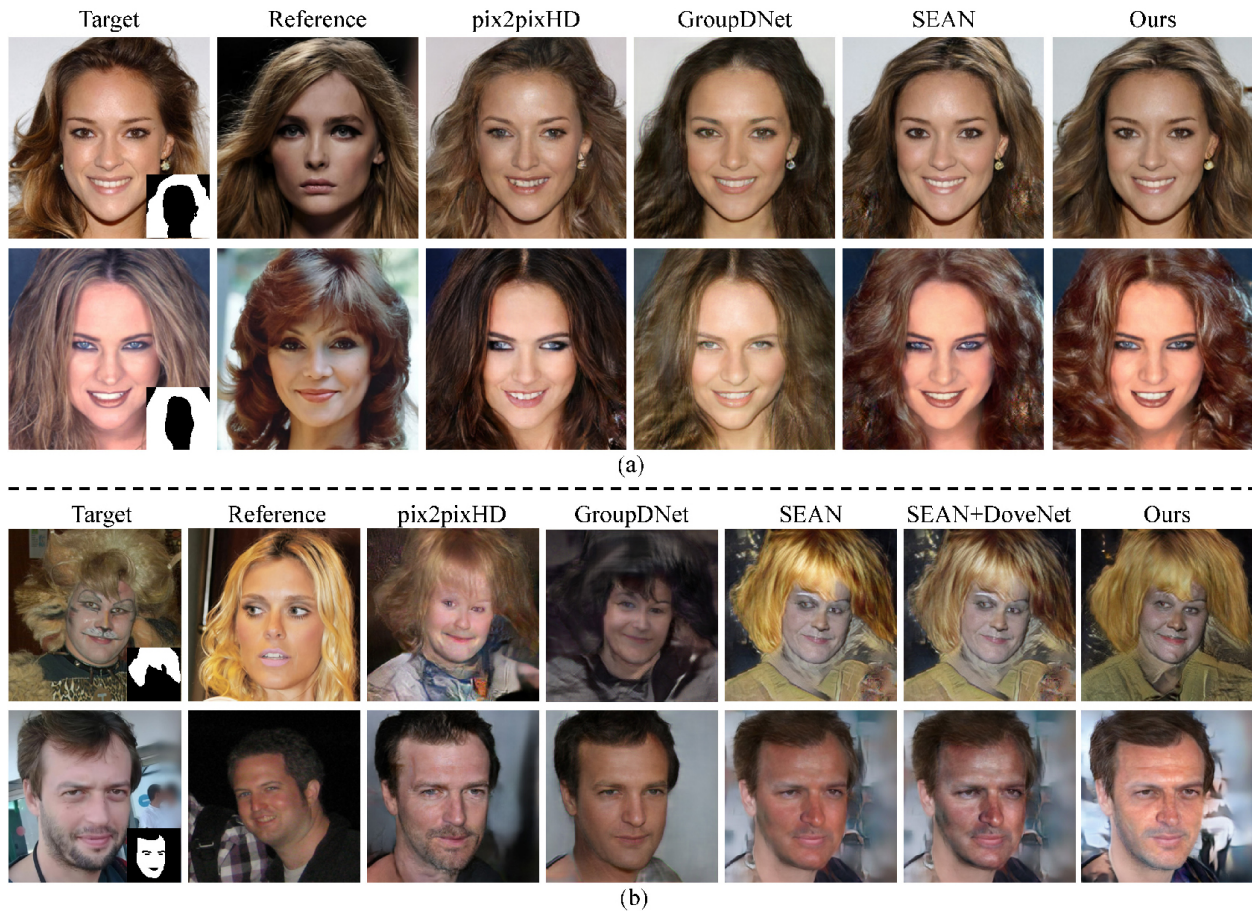 Target Reference pix2pixHD GroupDNet SEAN Ours
(a)
Target Reference pix2pixHD GroupDNet SEAN SEAN+DoveNet Ours
(b)